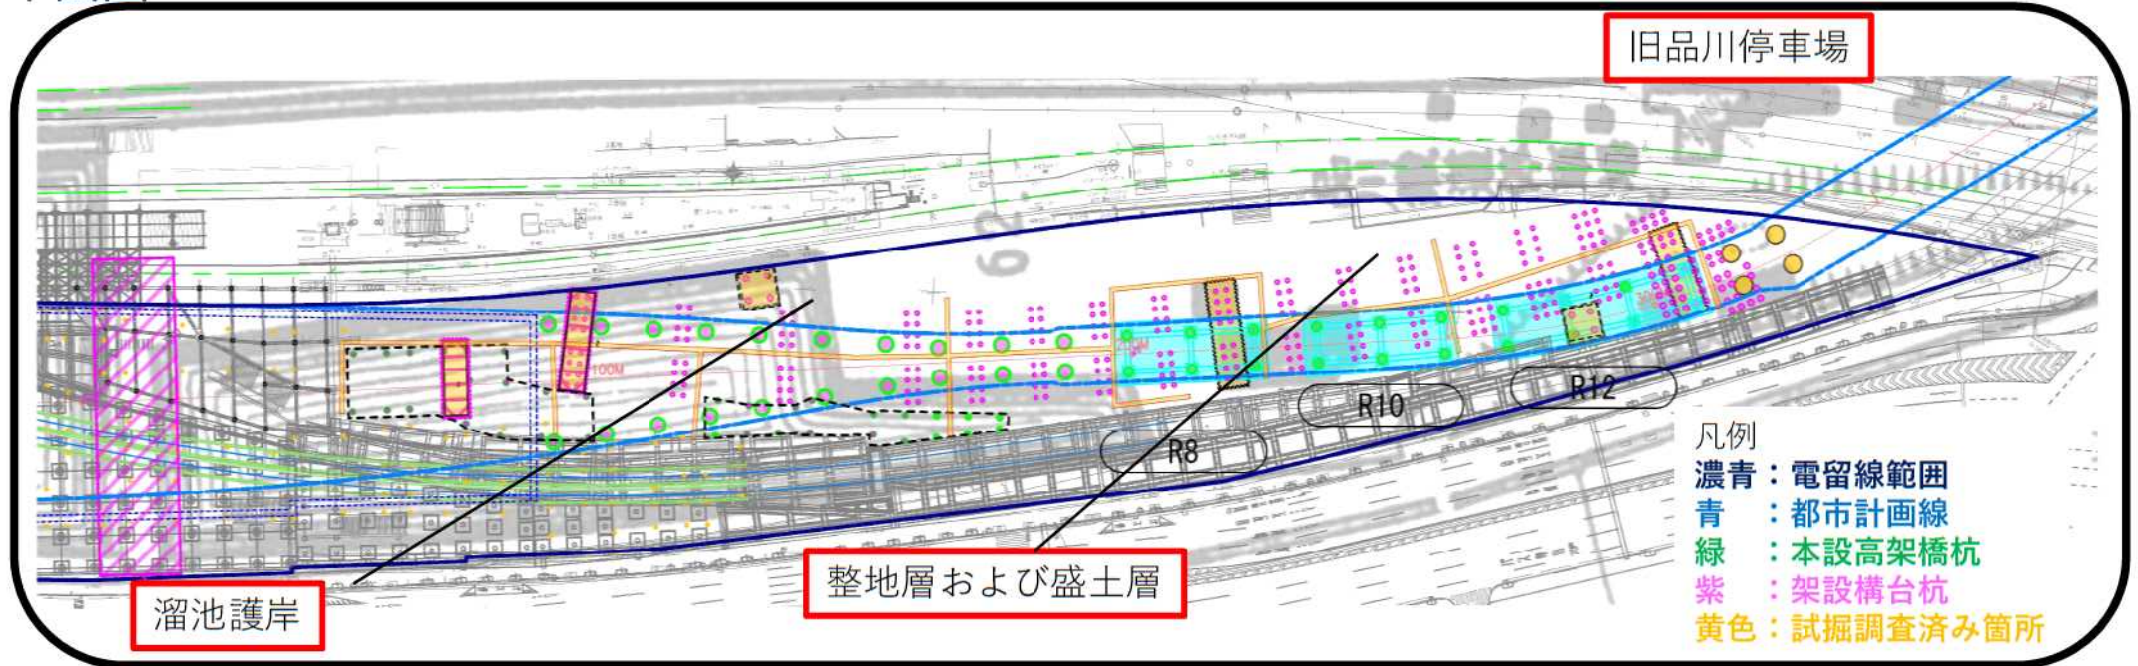 旧品川停車場
62.
100M
R8
R10
R12
溜池護岸
整地層および盛土層
凡例
濃青：電留線範囲
青　：都市計画線
緑　：本設高架橋杭
紫　：架設構台杭
黄色：試掘調査済み箇所